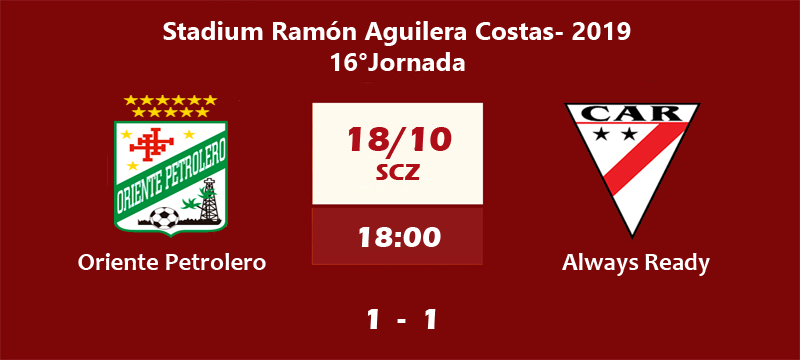 Stadium Ramón Aguilera Costas- 2019
16°Jornada
ORIENTE PETROLERO
18/10
SCZ
CAR
18:00
Oriente Petrolero
Always Ready
1 - 1